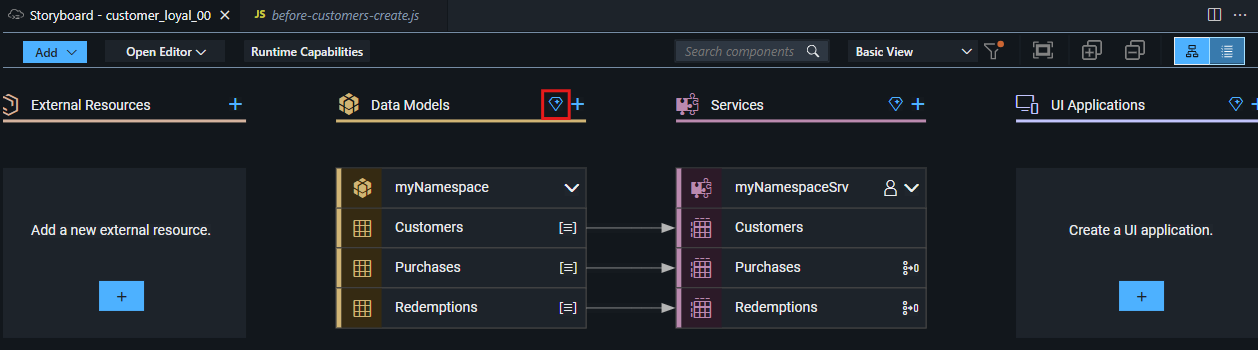 Storyboard - customer_loyal_00 JS before-customers-create.js
Add Open Editor Runtime Capabilities Search components Basic View
External Resources Data Models Services UI Applications
myNamespace myNamespaceSrv
Customers Customers
Add a new external resource. Create a UI application.
Purchases Purchases
Redemptions Redemptions